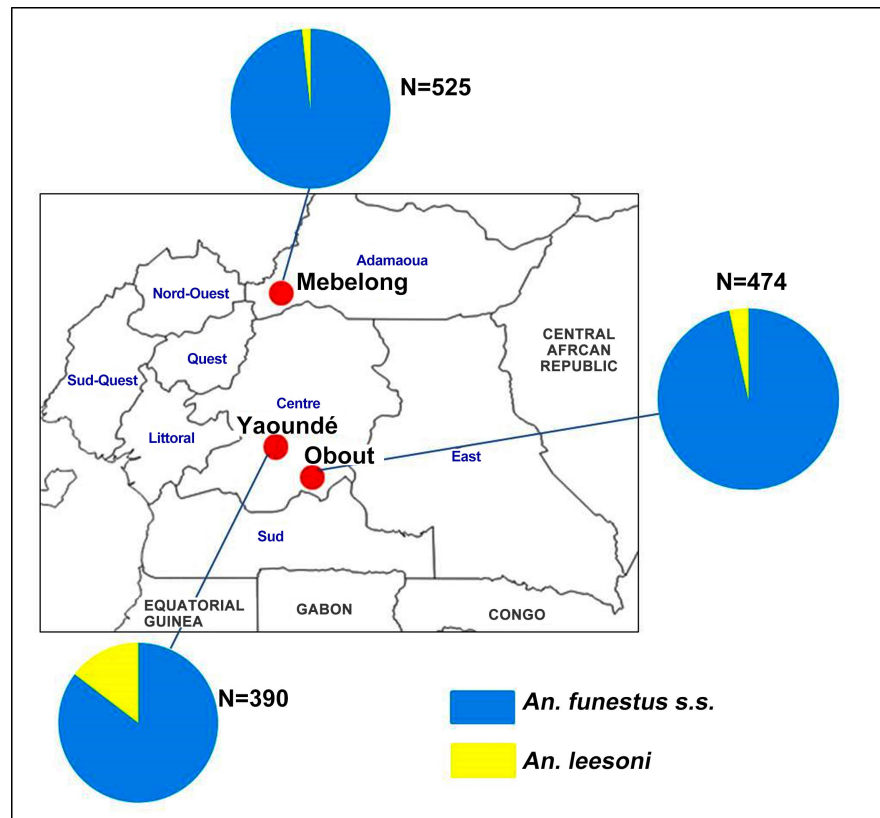 N=525
Adamaoua
Mebelong
Nord-Ouest
N=474
CENTRAL
AFRCAN
REPUBLIC
Quest
Sud-Quest
Centre
Yaoundé
Littoral
Obout
East
Sud
EQUATORIAL
GUINEA
GABON
CONGO
N=390
An. funestus s.s.
An. leesoni